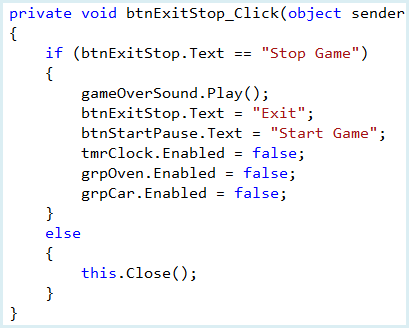 private void btnExitStop_Click(object sender
{
    if (btnExitStop.Text == "Stop Game")
    {
        gameOverSound.Play();
        btnExitStop.Text = "Exit";
        btnStartPause.Text = "Start Game";
        tmrClock.Enabled = false;
        grpOven.Enabled = false;
        grpCar.Enabled = false;
    }
    else
    {
        this.Close();
    }
}